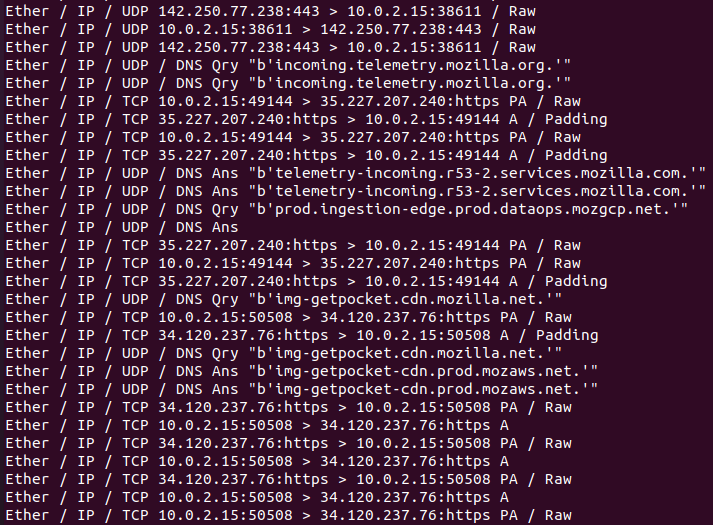 Ether / IP / UDP 142.250.77.238:443 > 10.0.2.15:38611 / Raw
Ether / IP / UDP 10.0.2.15:38611 > 142.250.77.238:443 / Raw
Ether / IP / UDP 142.250.77.238:443 > 10.0.2.15:38611 / Raw
Ether / IP / UDP / DNS Qry "b'incoming.telemetry.mozilla.org.'"
Ether / IP / UDP / DNS Qry "b'incoming.telemetry.mozilla.org.'"
Ether / IP / TCP 10.0.2.15:49144 > 35.227.207.240:https PA / Raw
Ether / IP / TCP 35.227.207.240:https > 10.0.2.15:49144 A / Padding
Ether / IP / TCP 10.0.2.15:49144 > 35.227.207.240:https PA / Raw
Ether / IP / TCP 35.227.207.240:https > 10.0.2.15:49144 A / Padding
Ether / IP / UDP / DNS Ans "b'telemetry-incoming.r53-2.services.mozilla.com.'"
Ether / IP / UDP / DNS Ans "b'telemetry-incoming.r53-2.services.mozilla.com.'"
Ether / IP / UDP / DNS Qry "b'prod.ingestion-edge.prod.dataops.mozgcp.net.'"
Ether / IP / UDP / DNS Ans
Ether / IP / TCP 35.227.207.240:https > 10.0.2.15:49144 PA / Raw
Ether / IP / TCP 10.0.2.15:49144 > 35.227.207.240:https PA / Raw
Ether / IP / TCP 35.227.207.240:https > 10.0.2.15:49144 A / Padding
Ether / IP / UDP / DNS Qry "b'img-getpocket.cdn.mozilla.net.'"
Ether / IP / TCP 10.0.2.15:50508 > 34.120.237.76:https PA / Raw
Ether / IP / TCP 34.120.237.76:https > 10.0.2.15:50508 A / Padding
Ether / IP / UDP / DNS Qry "b'img-getpocket.cdn.mozilla.net.'"
Ether / IP / UDP / DNS Ans "b'img-getpocket-cdn.prod.mozaws.net.'"
Ether / IP / UDP / DNS Ans "b'img-getpocket-cdn.prod.mozaws.net.'"
Ether / IP / TCP 34.120.237.76:https > 10.0.2.15:50508 PA / Raw
Ether / IP / TCP 10.0.2.15:50508 > 34.120.237.76:https A
Ether / IP / TCP 34.120.237.76:https > 10.0.2.15:50508 PA / Raw
Ether / IP / TCP 10.0.2.15:50508 > 34.120.237.76:https A
Ether / IP / TCP 34.120.237.76:https > 10.0.2.15:50508 PA / Raw
Ether / IP / TCP 10.0.2.15:50508 > 34.120.237.76:https A
Ether / IP / TCP 34.120.237.76:https > 10.0.2.15:50508 PA / Raw